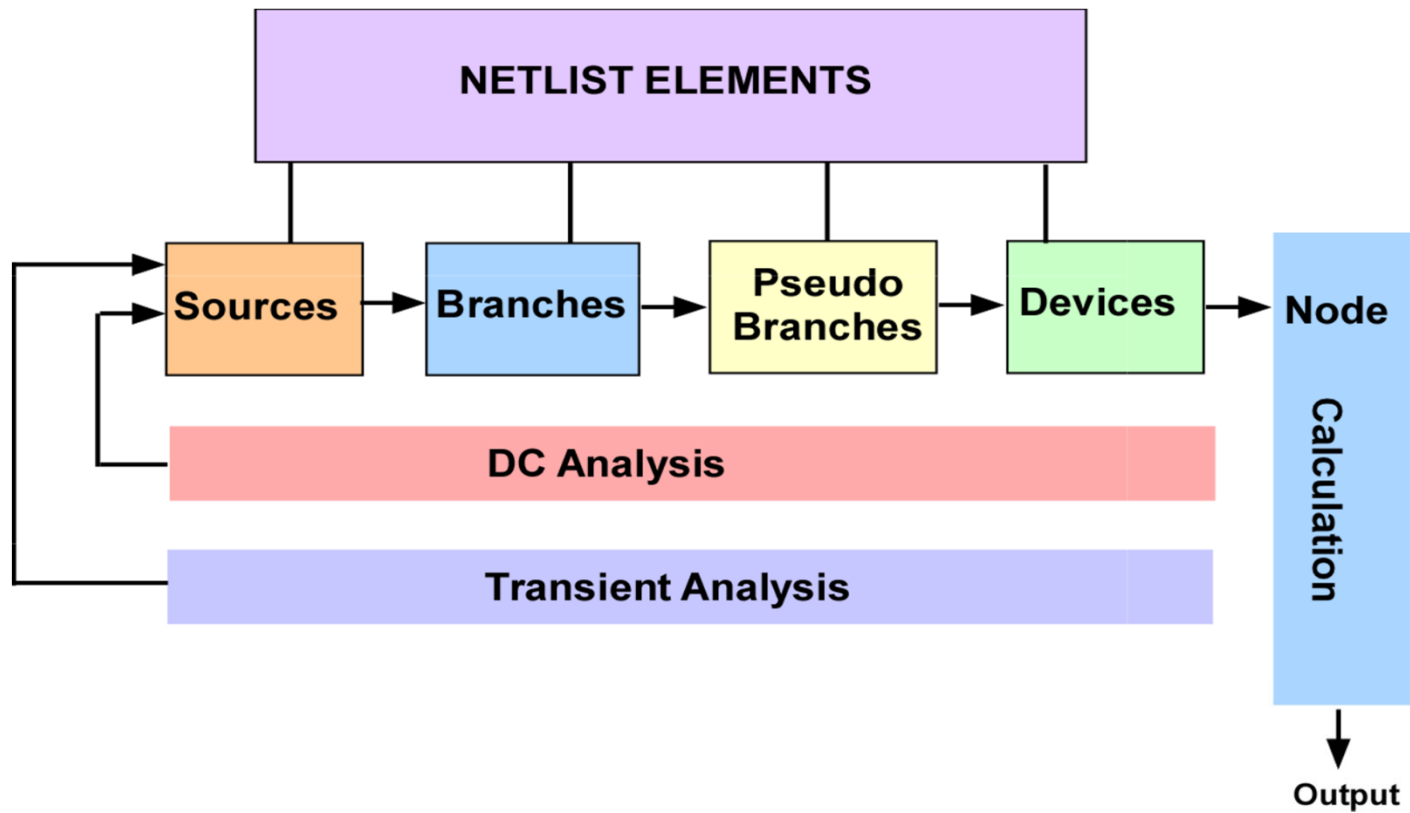 NETLIST ELEMENTS
Sources
Branches
Pseudo
Branches
Devices
Node
Calculation
DC Analysis
Transient Analysis
Output